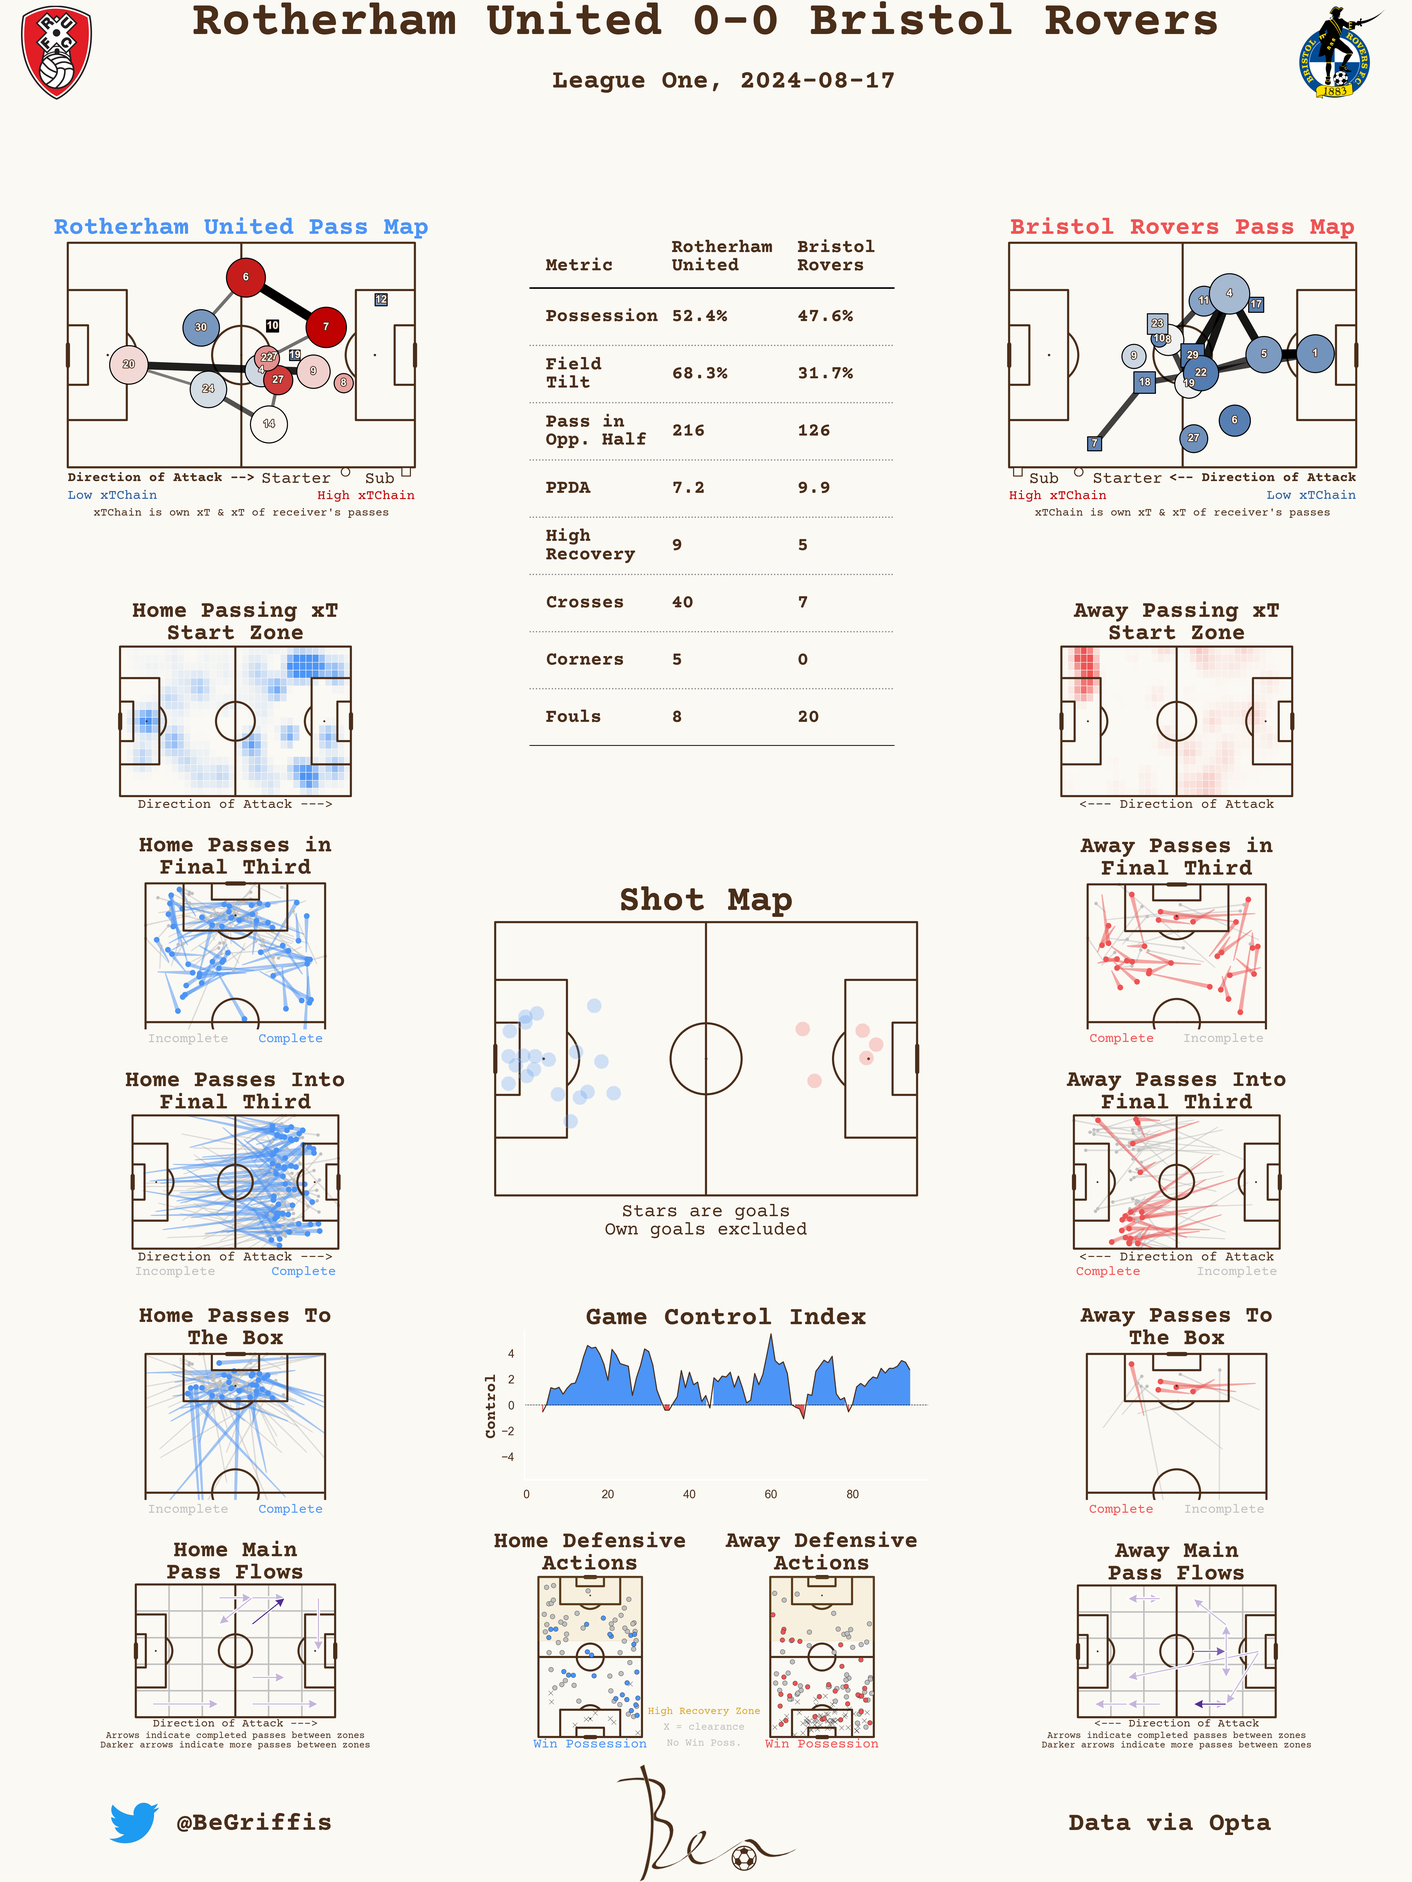 Rotherham United 0-0 Bristol Rovers
League One, 2024-08-17
BRISTOL ROVERS F.C.
1883
Rotherham United Pass Map
6
30
7
12
10
20
22
7
19
4
27
9
8
24
14
Direction of Attack --> Starter Sub
Low xTChain High xTChain
xTChain is own xT & xT of receiver's passes
Metric Rotherham United Bristol Rovers
Possession 52.4% 47.6%
Field Tilt 68.3% 31.7%
Pass in Opp. Half 216 126
PPDA 7.2 9.9
High Recovery 9 5
Crosses 40 7
Corners 5 0
Fouls 8 20
Bristol Rovers Pass Map
11
4
17
23
10
8
9
29
5
1
22
18
19
6
27
7
Sub Starter <-- Direction of Attack
High xTChain Low xTChain
xTChain is own xT & xT of receiver's passes
Home Passing xT
Start Zone
Direction of Attack --->
Away Passing xT
Start Zone
<--- Direction of Attack
Home Passes in
Final Third
Incomplete Complete
Away Passes in
Final Third
Complete Incomplete
Shot Map
Stars are goals
Own goals excluded
Home Passes Into
Final Third
Direction of Attack --->
Incomplete Complete
Away Passes Into
Final Third
<--- Direction of Attack
Complete Incomplete
Home Passes To
The Box
Incomplete Complete
Game Control Index
Control
4
2
0
−2
−4
0 20 40 60 80
Away Passes To
The Box
Complete Incomplete
Home Main
Pass Flows
Direction of Attack --->
Arrows indicate completed passes between zones
Darker arrows indicate more passes between zones
Home Defensive
Actions
Win Possession
High Recovery Zone
X = clearance
No Win Poss.
Away Defensive
Actions
Win Possession
Away Main
Pass Flows
<--- Direction of Attack
Arrows indicate completed passes between zones
Darker arrows indicate more passes between zones
@BeGriffis
Ben
Data via Opta